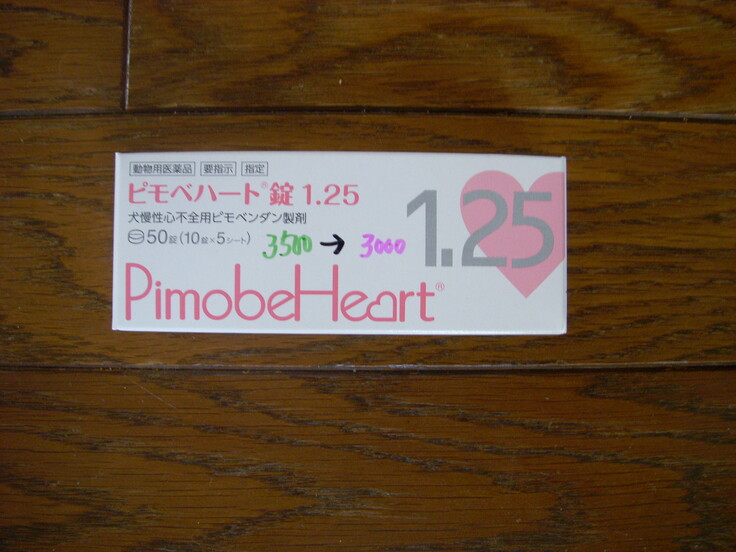 動物用医薬品 要指示 指定
ピモベハート®錠 1.25
犬慢性心不全用ピモベンダン製剤
50錠(10錠×5シート) 3500 → 3000
1.25
PimobeHeart®